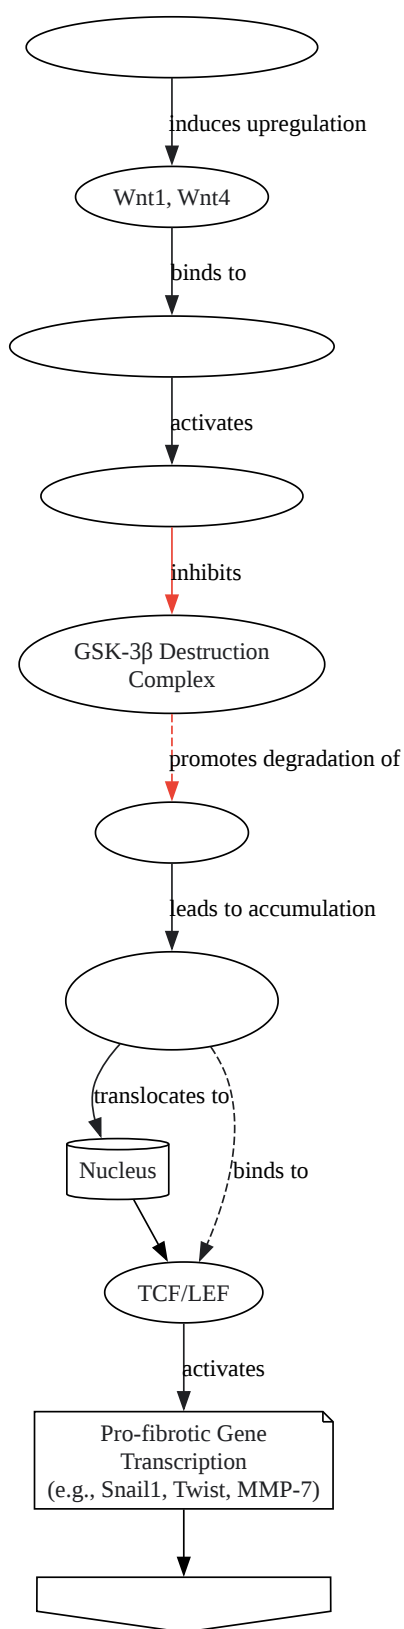 induces upregulation
Wnt1, Wnt4
binds to
activates
inhibits
GSK-3β Destruction
Complex
promotes degradation of
leads to accumulation
translocates to
Nucleus
binds to
TCF/LEF
activates
Pro-fibrotic Gene
Transcription
(e.g., Snail1, Twist, MMP-7)